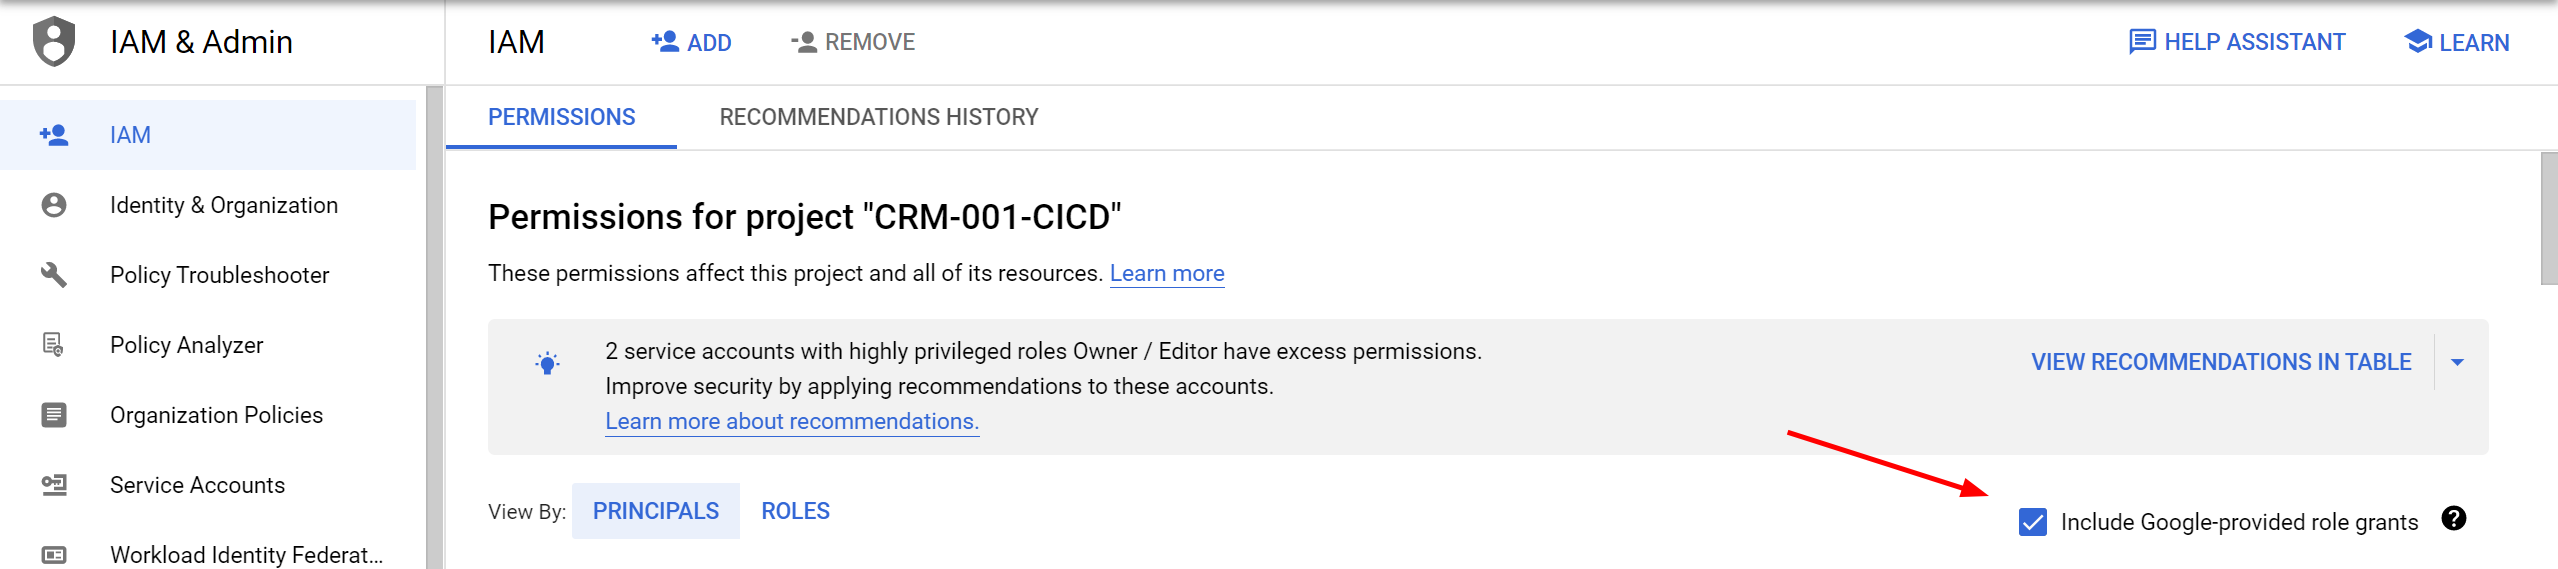 IAM & Admin
IAM
ADD
REMOVE
HELP ASSISTANT
LEARN
IAM
Identity & Organization
Policy Troubleshooter
Policy Analyzer
Organization Policies
Service Accounts
Workload Identity Federat...
PERMISSIONS
RECOMMENDATIONS HISTORY
Permissions for project "CRM-001-CICD"
These permissions affect this project and all of its resources. Learn more
2 service accounts with highly privileged roles Owner / Editor have excess permissions.
Improve security by applying recommendations to these accounts.
Learn more about recommendations.
VIEW RECOMMENDATIONS IN TABLE
View By: PRINCIPALS ROLES
Include Google-provided role grants